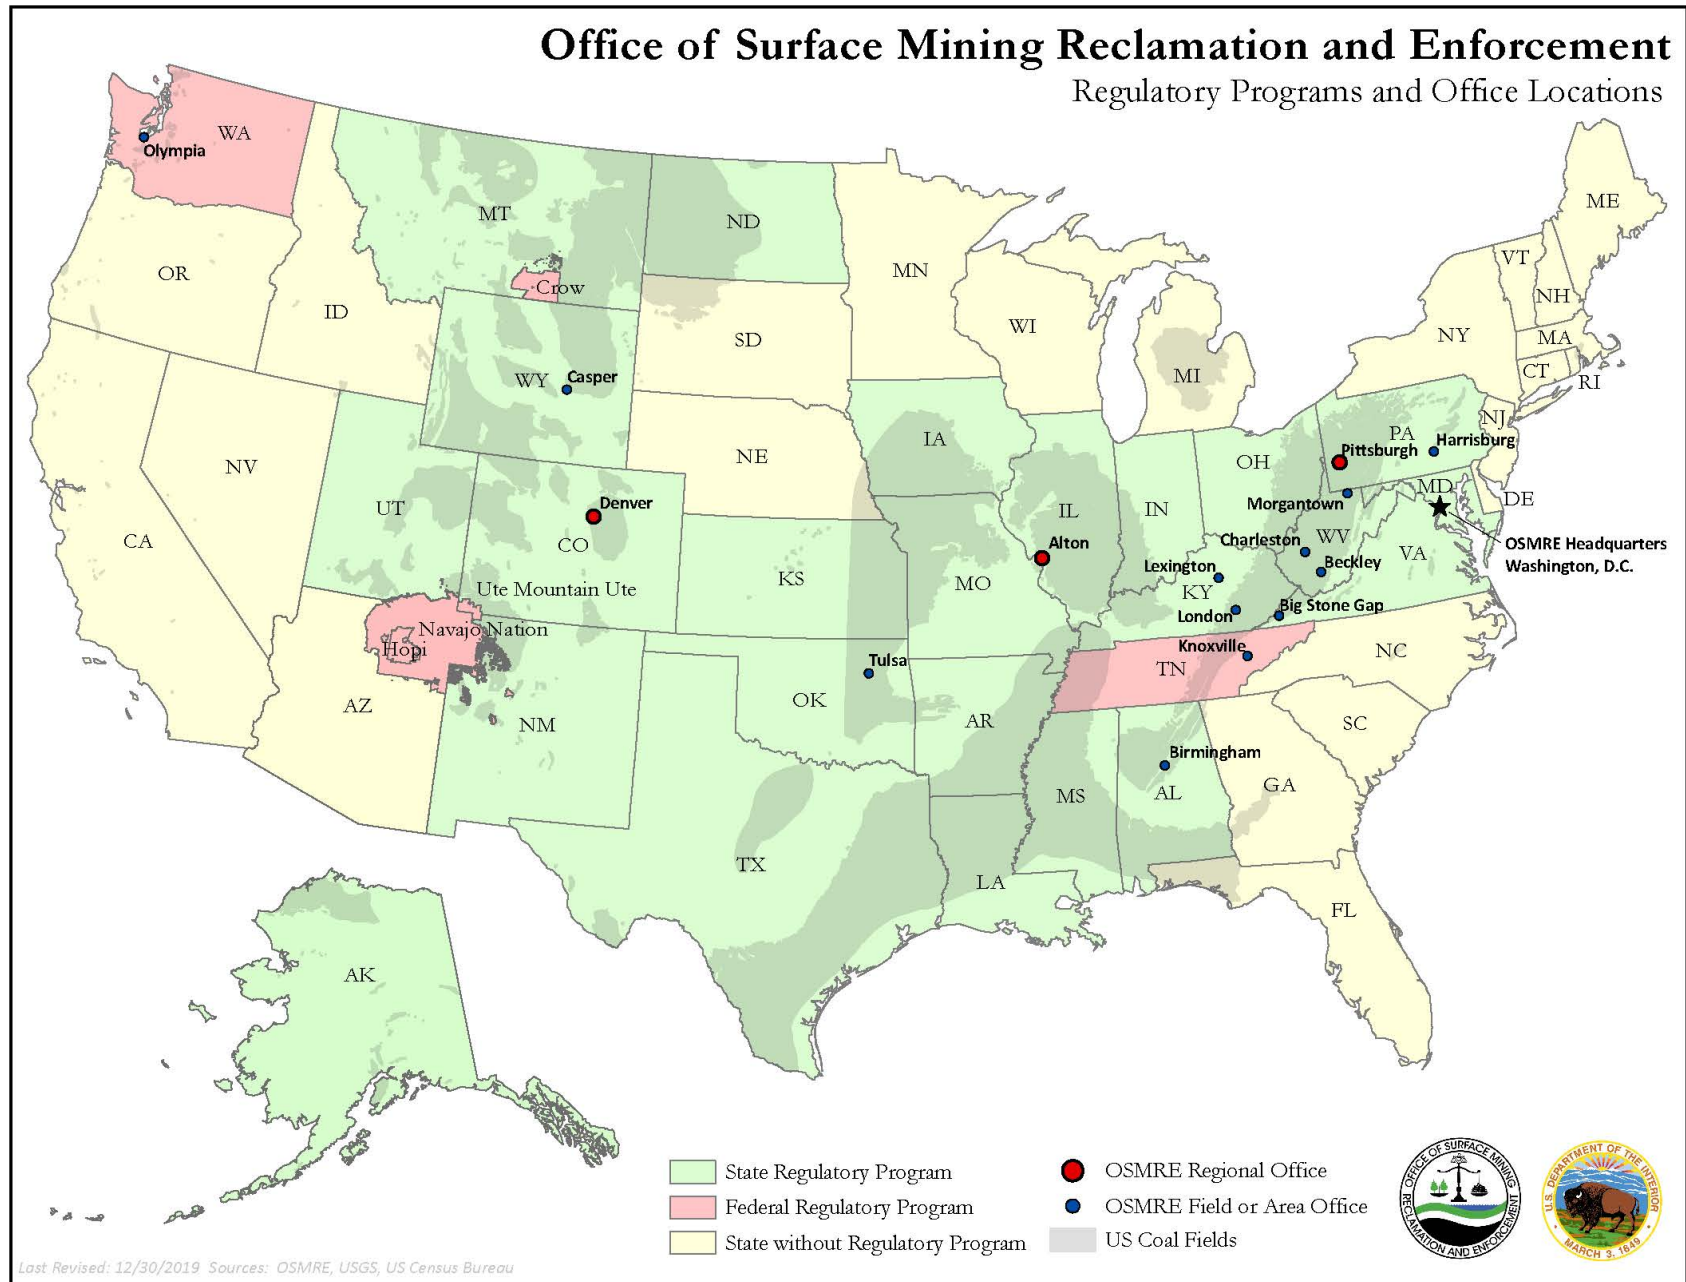 Office of Surface Mining Reclamation and Enforcement
Regulatory Programs and Office Locations
WA
Olympia
MT
ND
ME
OR
ID
Crow
MN
VT
NH
SD
WI
NY
MA
CT
RI
WY
Casper
MI
NV
NE
IA
PA
NJ
Pittsburgh
Harrisburg
OH
UT
Denver
CO
IL
IN
MD
DE
Morgantown
CA
Alton
Charleston
WV
VA
OSMRE Headquarters
Washington, D.C.
Ute Mountain Ute
KS
MO
Lexington
KY
Beckley
London
Big Stone Gap
Navajo Nation
Hopi
Knoxville
TN
NC
Tulsa
OK
AZ
NM
AR
SC
Birmingham
MS
AL
GA
TX
LA
FL
AK
State Regulatory Program
Federal Regulatory Program
State without Regulatory Program
OSMRE Regional Office
OSMRE Field or Area Office
US Coal Fields
OFFICE OF SURFACE MINING
RECLAMATION AND ENFORCEMENT
U.S. DEPARTMENT OF THE INTERIOR
MARCH 3, 1849
Last Revised: 12/30/2019 Sources: OSMRE, USGS, US Census Bureau